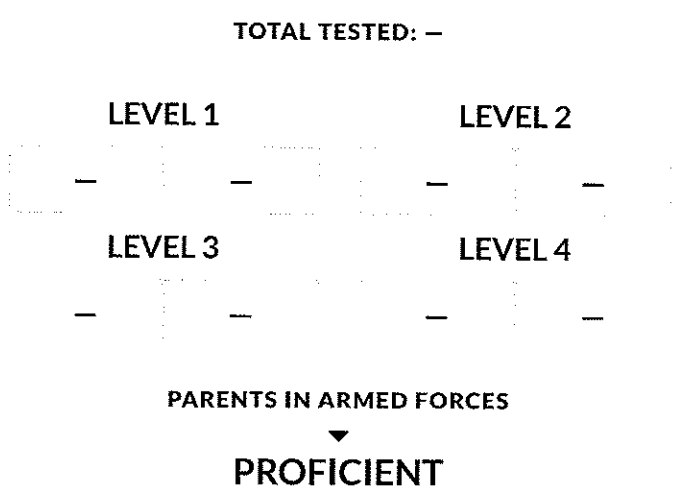 TOTAL TESTED: —
LEVEL 1 LEVEL 2
— — — —
LEVEL 3 LEVEL 4
— — — —
PARENTS IN ARMED FORCES
PROFICIENT